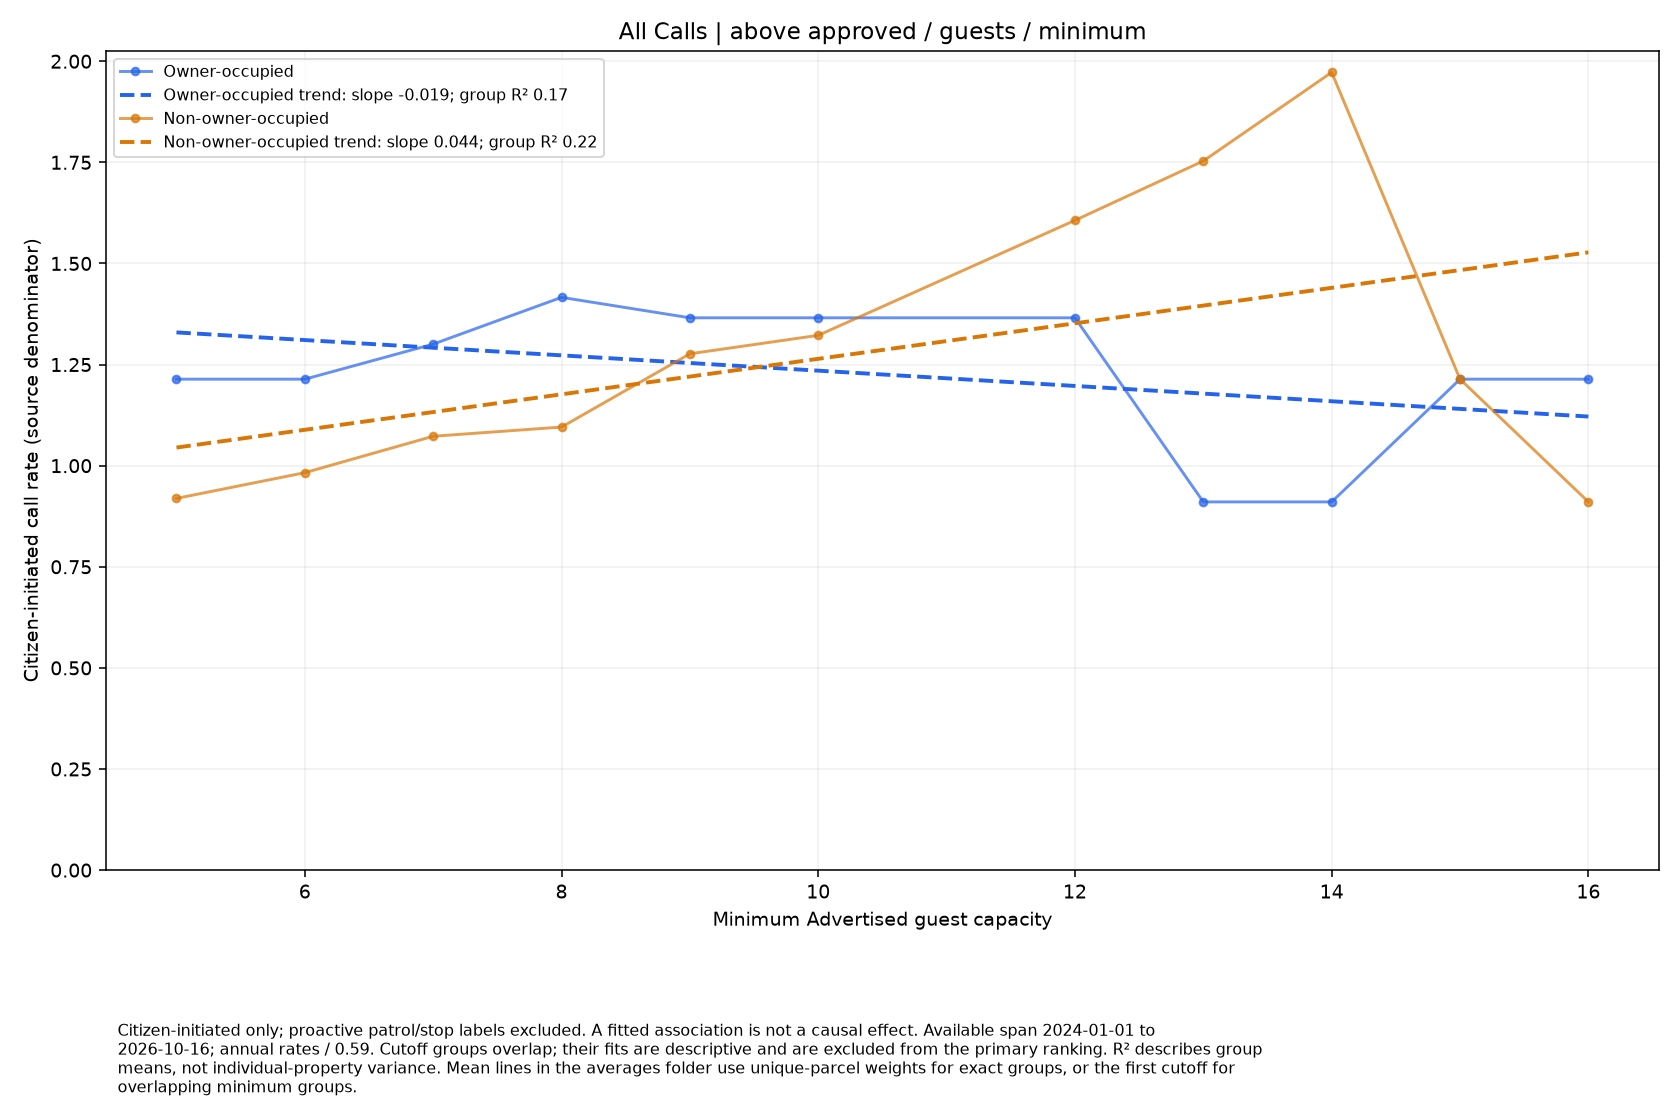 All Calls | above approved / guests / minimum
Owner-occupied
Owner-occupied trend: slope -0.019; group R² 0.17
Non-owner-occupied
Non-owner-occupied trend: slope 0.044; group R² 0.22
Citizen-initiated call rate (source denominator)
2.00
1.75
1.50
1.25
1.00
0.75
0.50
0.25
0.00
6 8 10 12 14 16
Minimum Advertised guest capacity
Citizen-initiated only; proactive patrol/stop labels excluded. A fitted association is not a causal effect. Available span 2024-01-01 to
2026-10-16; annual rates / 0.59. Cutoff groups overlap; their fits are descriptive and are excluded from the primary ranking. R² describes group
means, not individual-property variance. Mean lines in the averages folder use unique-parcel weights for exact groups, or the first cutoff for
overlapping minimum groups.